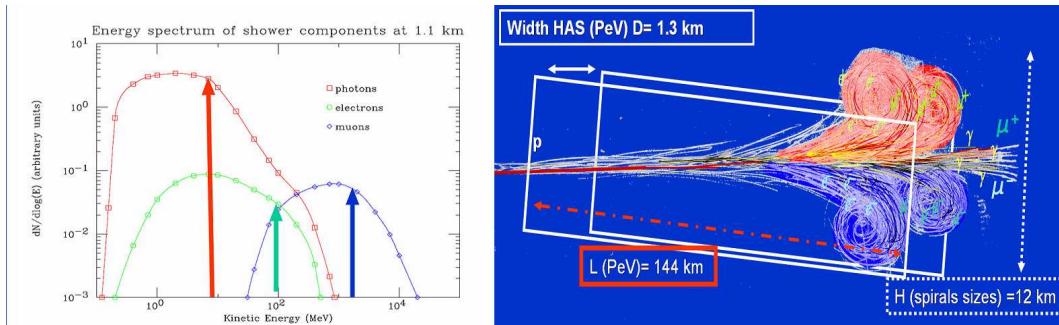 Energy spectrum of shower components at 1.1 km
dN/dlog(E) (arbitrary units)
10¹
10⁰
10⁻¹
10⁻²
10⁻³
photons
electrons
muons
10⁰
10²
10⁴
Kinetic Energy (MeV)
Width HAS (PeV) D= 1.3 km
p
μ⁺
γ
μ⁻
L (PeV)= 144 km
H (spirals sizes) =12 km